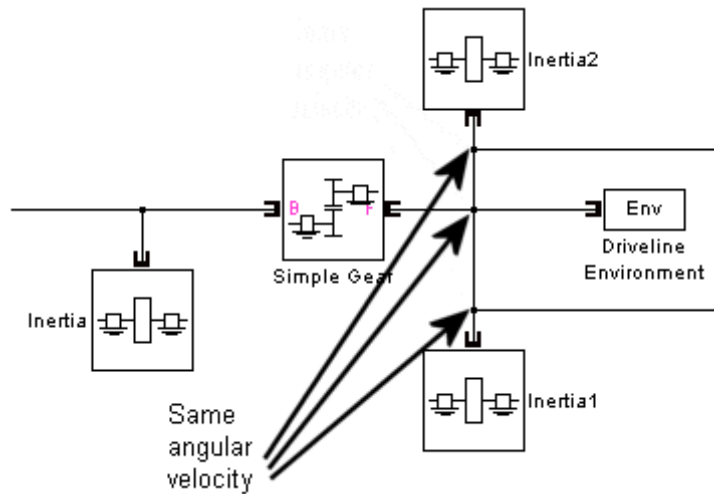 Inertia2
B
F
Env
Simple Gear
Driveline
Environment
Inertia
Inertia1
Same
angular
velocity